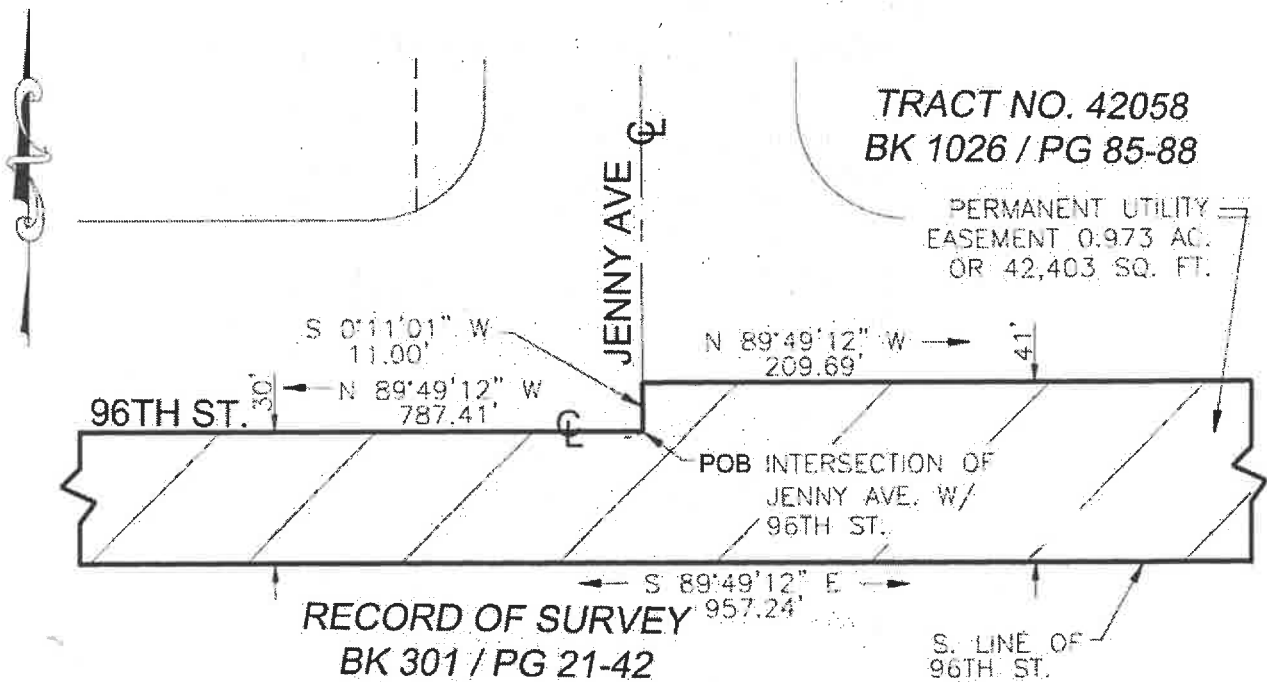 TRACT NO. 42058
BK 1026 / PG 85-88
PERMANENT UTILITY
EASEMENT 0.973 AC.
OR 42,403 SQ. FT.
CL
JENNY AVE
S 0°11'01" W
11.00'
N 89°49'12" W
209.69'
41'
30'
N 89°49'12" W
787.41'
96TH ST.
CL
POB INTERSECTION OF
JENNY AVE. W/
96TH ST.
S 89°49'12" E
957.24'
RECORD OF SURVEY
BK 301 / PG 21-42
S. LINE OF
96TH ST.